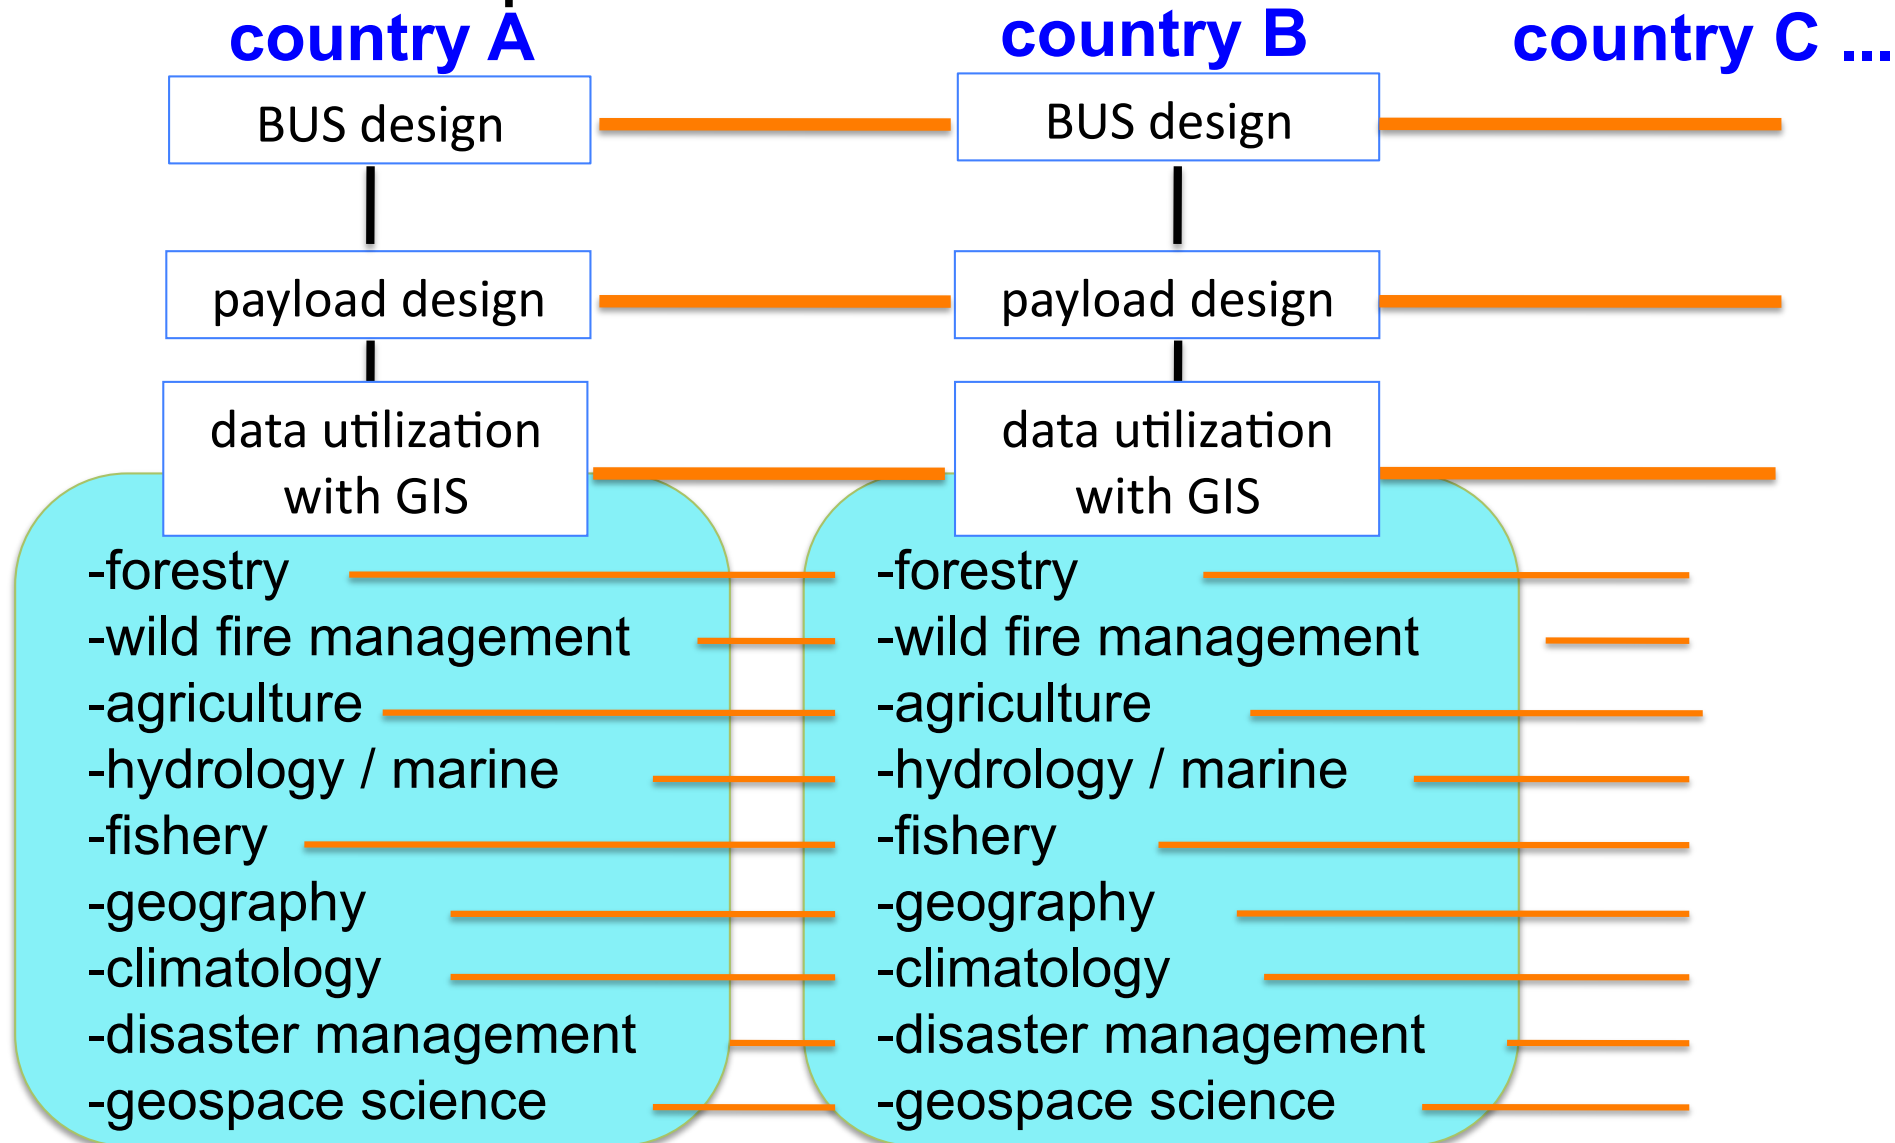 country A
country B
country C ...
BUS design
BUS design
payload design
payload design
data utilization
with GIS
data utilization
with GIS
-forestry
-wild fire management
-agriculture
-hydrology / marine
-fishery
-geography
-climatology
-disaster management
-geospace science
-forestry
-wild fire management
-agriculture
-hydrology / marine
-fishery
-geography
-climatology
-disaster management
-geospace science